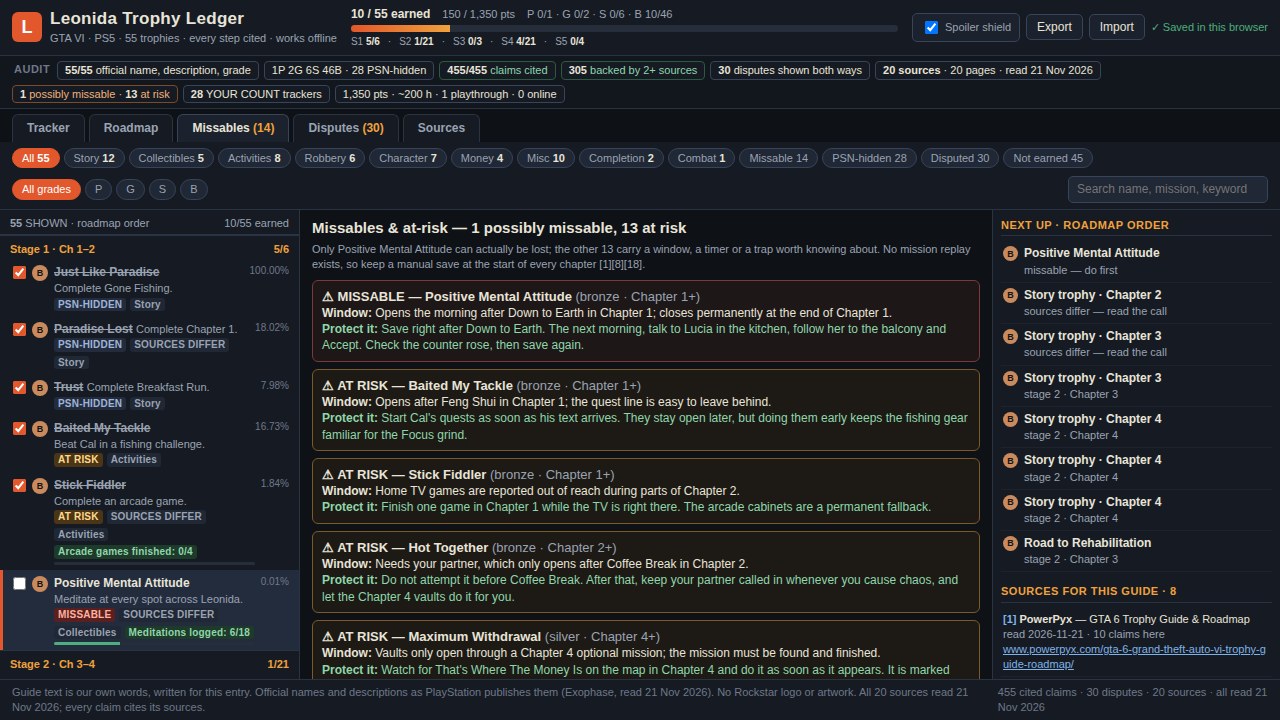 L
Leonida Trophy Ledger
GTA VI · PS5 · 55 trophies · every step cited · works offline
10 / 55 earned 150 / 1,350 pts P 0/1 · G 0/2 · S 0/6 · B 10/46
S1 5/6 · S2 1/21 · S3 0/3 · S4 4/21 · S5 0/4
Spoiler shield
Export
Import
✓ Saved in this browser
AUDIT 55/55 official name, description, grade 1P 2G 6S 46B · 28 PSN-hidden 455/455 claims cited 305 backed by 2+ sources 30 disputes shown both ways 20 sources · 20 pages · read 21 Nov 2026
1 possibly missable · 13 at risk 28 YOUR COUNT trackers 1,350 pts · ~200 h · 1 playthrough · 0 online
Tracker Roadmap Missables (14) Disputes (30) Sources
All 55 Story 12 Collectibles 5 Activities 8 Robbery 6 Character 7 Money 4 Misc 10 Completion 2 Combat 1 Missable 14 PSN-hidden 28 Disputed 30 Not earned 45
All grades P G S B
Search name, mission, keyword
55 SHOWN · roadmap order 10/55 earned
Stage 1 · Ch 1–2 5/6
B Just Like Paradise 100.00%
Complete Gone Fishing.
PSN-HIDDEN Story
B Paradise Lost Complete Chapter 1. 18.02%
PSN-HIDDEN SOURCES DIFFER
Story
B Trust Complete Breakfast Run. 7.98%
PSN-HIDDEN Story
B Baited My Tackle 16.73%
Beat Cal in a fishing challenge.
AT RISK Activities
B Stick Fiddler 1.84%
Complete an arcade game.
AT RISK SOURCES DIFFER
Activities
Arcade games finished: 0/4
B Positive Mental Attitude 0.01%
Meditate at every spot across Leonida.
MISSABLE SOURCES DIFFER
Collectibles Meditations logged: 6/18
Stage 2 · Ch 3–4 1/21
Missables & at-risk — 1 possibly missable, 13 at risk
Only Positive Mental Attitude can actually be lost; the other 13 carry a window, a timer or a trap worth knowing about. No mission replay
exists, so keep a manual save at the start of every chapter [1][8][18].
⚠ MISSABLE — Positive Mental Attitude (bronze · Chapter 1+)
Window: Opens the morning after Down to Earth in Chapter 1; closes permanently at the end of Chapter 1.
Protect it: Save right after Down to Earth. The next morning, talk to Lucia in the kitchen, follow her to the balcony and
Accept. Check the counter rose, then save again.
⚠ AT RISK — Baited My Tackle (bronze · Chapter 1+)
Window: Opens after Feng Shui in Chapter 1; the quest line is easy to leave behind.
Protect it: Start Cal's quests as soon as his text arrives. They stay open later, but doing them early keeps the fishing gear
familiar for the Focus grind.
⚠ AT RISK — Stick Fiddler (bronze · Chapter 1+)
Window: Home TV games are reported out of reach during parts of Chapter 2.
Protect it: Finish one game in Chapter 1 while the TV is right there. The arcade cabinets are a permanent fallback.
⚠ AT RISK — Hot Together (bronze · Chapter 2+)
Window: Needs your partner, which only opens after Coffee Break in Chapter 2.
Protect it: Do not attempt it before Coffee Break. After that, keep your partner called in whenever you cause chaos, and
let the Chapter 4 vaults do it for you.
⚠ AT RISK — Maximum Withdrawal (silver · Chapter 4+)
Window: Vaults only open through a Chapter 4 optional mission; the mission must be found and finished.
Protect it: Watch for That's Where The Money Is on the map in Chapter 4 and do it as soon as it appears. It is marked
NEXT UP · ROADMAP ORDER
B Positive Mental Attitude
missable — do first
B Story trophy · Chapter 2
sources differ — read the call
B Story trophy · Chapter 3
sources differ — read the call
B Story trophy · Chapter 3
stage 2 · Chapter 3
B Story trophy · Chapter 4
stage 2 · Chapter 4
B Story trophy · Chapter 4
stage 2 · Chapter 4
B Story trophy · Chapter 4
stage 2 · Chapter 4
B Road to Rehabilitation
stage 2 · Chapter 3
SOURCES FOR THIS GUIDE · 8
[1] PowerPyx — GTA 6 Trophy Guide & Roadmap
read 2026-11-21 · 10 claims here
www.powerpyx.com/gta-6-grand-theft-auto-vi-trophy-g
uide-roadmap/
Guide text is our own words, written for this entry. Official names and descriptions as PlayStation publishes them (Exophase, read 21 Nov 2026). No Rockstar logo or artwork. All 20 sources read 21
Nov 2026; every claim cites its sources.
455 cited claims · 30 disputes · 20 sources · all read 21
Nov 2026